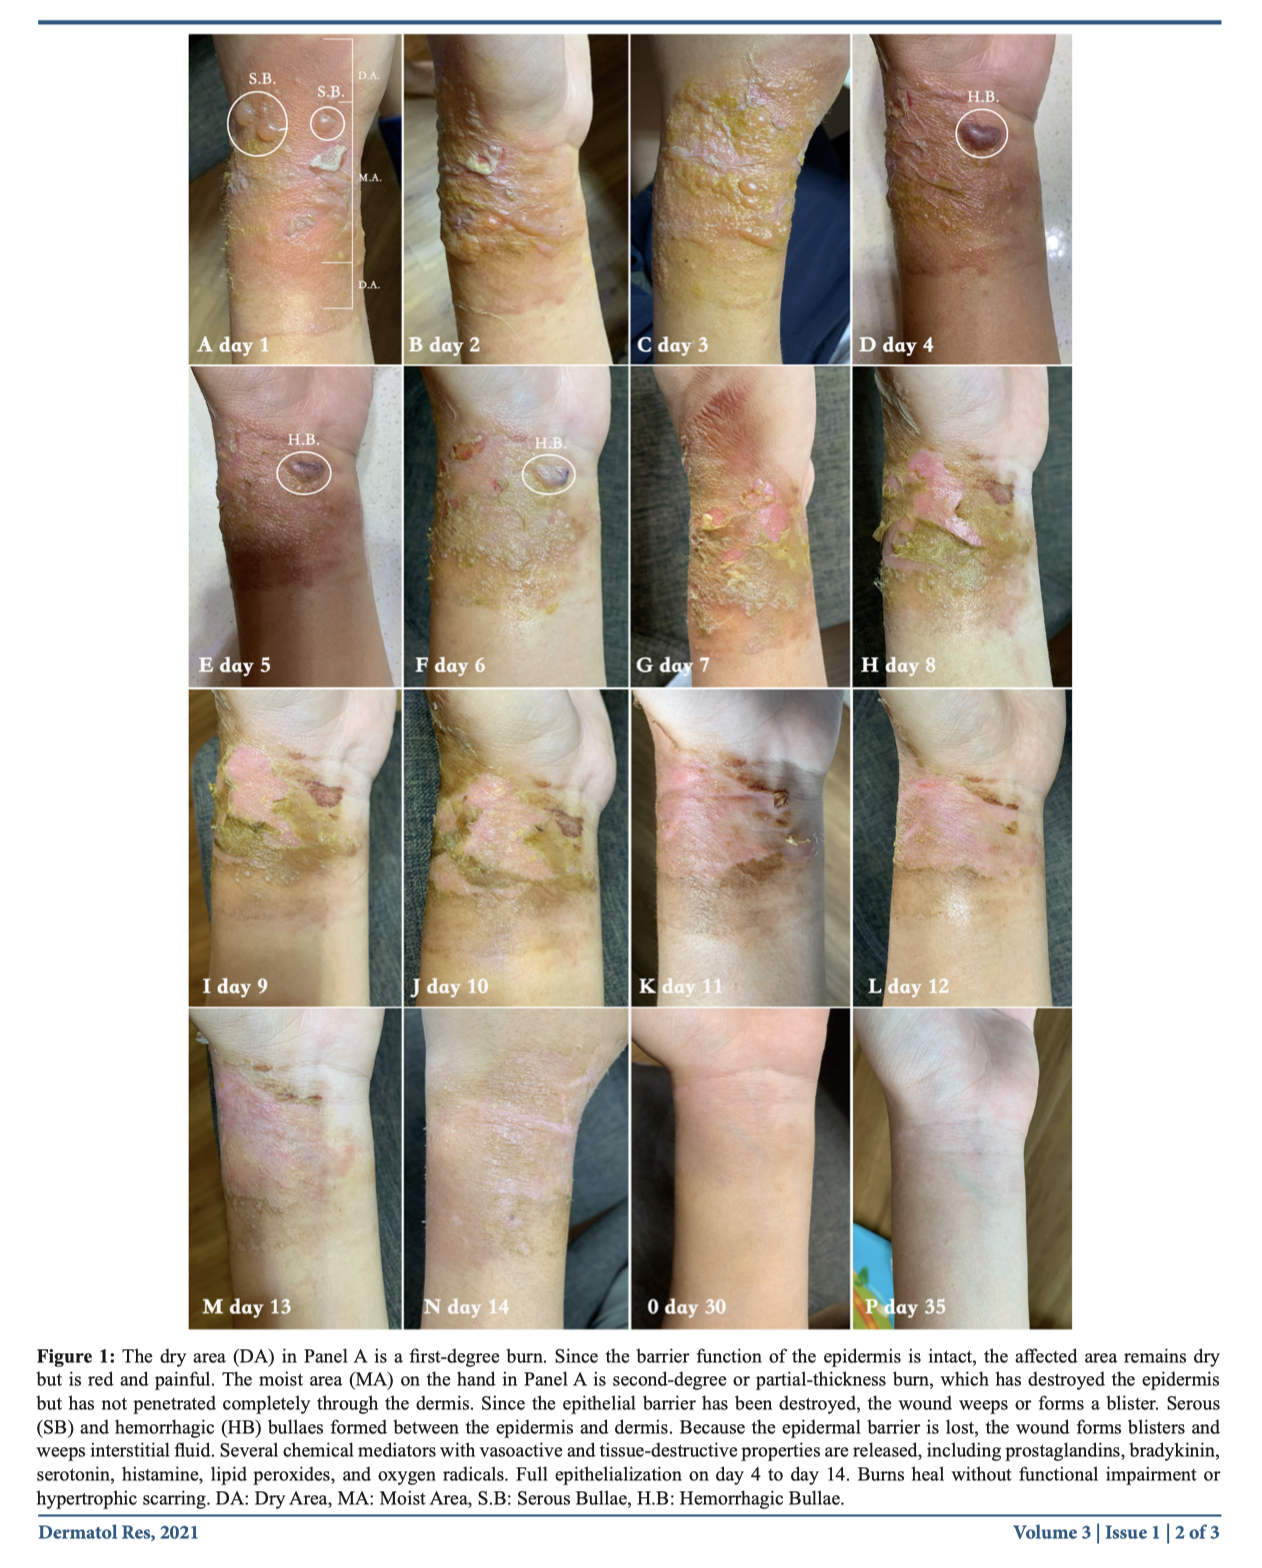 S.B.
S.B.
D.A.
M.A.
D.A.
A day 1
B day 2
C day 3
H.B.
D day 4
H.B.
E day 5
H.B.
F day 6
G day 7
H day 8
I day 9
J day 10
K day 11
L day 12
M day 13
N day 14
0 day 30
P day 35
Figure 1: The dry area (DA) in Panel A is a first-degree burn. Since the barrier function of the epidermis is intact, the affected area remains dry
but is red and painful. The moist area (MA) on the hand in Panel A is second-degree or partial-thickness burn, which has destroyed the epidermis
but has not penetrated completely through the dermis. Since the epithelial barrier has been destroyed, the wound weeps or forms a blister. Serous
(SB) and hemorrhagic (HB) bullaes formed between the epidermis and dermis. Because the epidermal barrier is lost, the wound forms blisters and
weeps interstitial fluid. Several chemical mediators with vasoactive and tissue-destructive properties are released, including prostaglandins, bradykinin,
serotonin, histamine, lipid peroxides, and oxygen radicals. Full epithelialization on day 4 to day 14. Burns heal without functional impairment or
hypertrophic scarring. DA: Dry Area, MA: Moist Area, S.B: Serous Bullae, H.B: Hemorrhagic Bullae.
Dermatol Res, 2021
Volume 3 | Issue 1 | 2 of 3